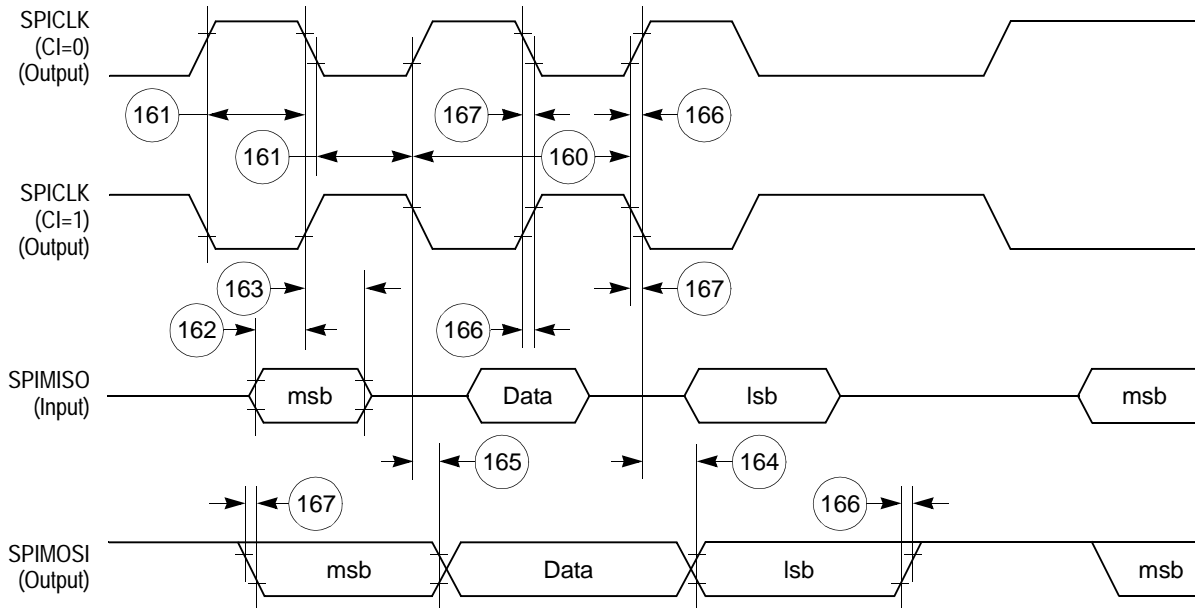 SPICLK
(CI=0)
(Output)
161
167
166
161
160
SPICLK
(CI=1)
(Output)
163
167
162
166
SPIMISO
(Input)
msb
Data
lsb
msb
165
164
167
166
SPIMOSI
(Output)
msb
Data
lsb
msb